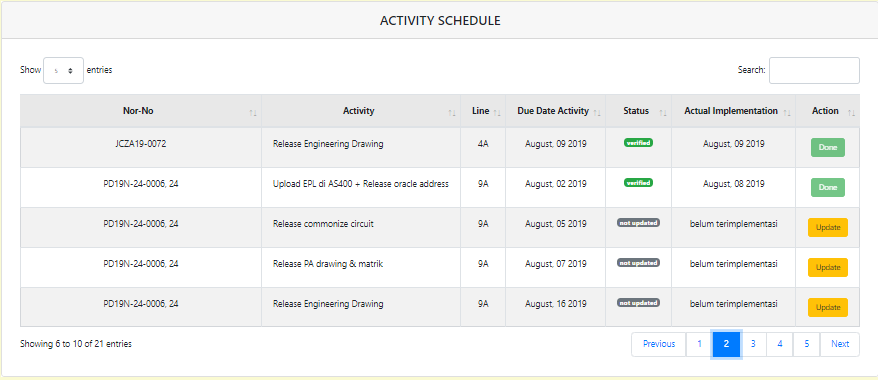 ACTIVITY SCHEDULE
Show 5 entries Search:
Nor-No Activity Line Due Date Activity Status Actual Implementation Action
JCZA19-0072 Release Engineering Drawing 4A August, 09 2019 verified August, 09 2019 Done
PD19N-24-0006, 24 Upload EPL di AS400 + Release oracle address 9A August, 02 2019 verified August, 08 2019 Done
PD19N-24-0006, 24 Release commonize circuit 9A August, 05 2019 not updated belum terimplementasi Update
PD19N-24-0006, 24 Release PA drawing & matrik 9A August, 07 2019 not updated belum terimplementasi Update
PD19N-24-0006, 24 Release Engineering Drawing 9A August, 16 2019 not updated belum terimplementasi Update
Showing 6 to 10 of 21 entries Previous 1 2 3 4 5 Next